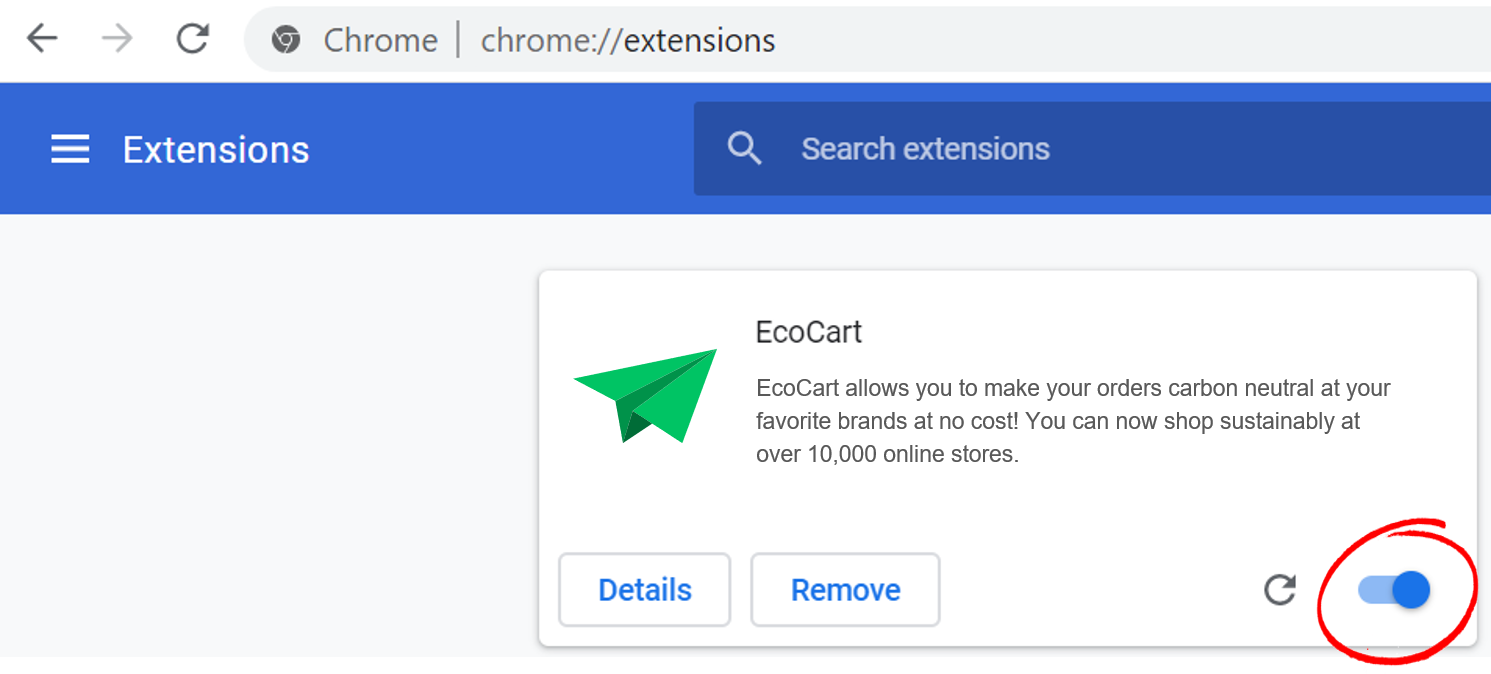 Chrome | chrome://extensions
Extensions
Search extensions
EcoCart
EcoCart allows you to make your orders carbon neutral at your
favorite brands at no cost! You can now shop sustainably at
over 10,000 online stores.
Details
Remove